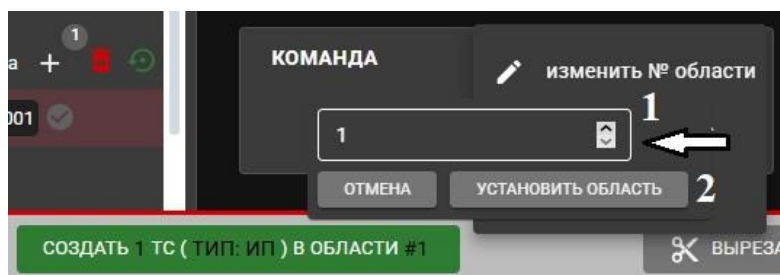 1
а +
КОМАНДА
изменить № области
001
1
1
ОТМЕНА
УСТАНОВИТЬ ОБЛАСТЬ
2
СОЗДАТЬ 1 ТС ( ТИП: ИП ) В ОБЛАСТИ #1
ВЫРЕЗА